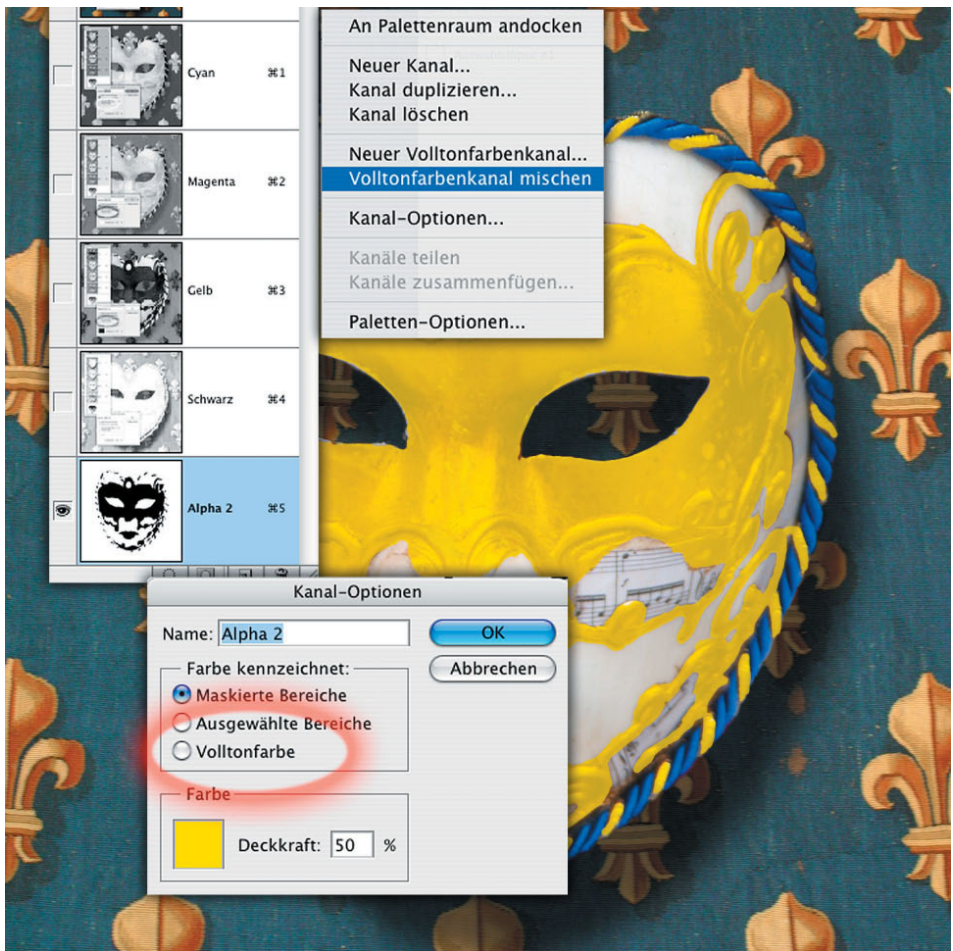 Cyan ⌘1
Magenta ⌘2
Gelb ⌘3
Schwarz ⌘4
Alpha 2 ⌘5
An Palettenraum andocken
Neuer Kanal...
Kanal duplizieren...
Kanal löschen
Neuer Volltonfarbenkanal...
Volltonfarbenkanal mischen
Kanal-Optionen...
Kanäle teilen
Kanäle zusammenfügen...
Paletten-Optionen...
Kanal-Optionen
Name: Alpha 2
OK
Farbe kennzeichnet:
Abbrechen
Maskierte Bereiche
Ausgewählte Bereiche
Volltonfarbe
Farbe
Deckkraft: 50 %